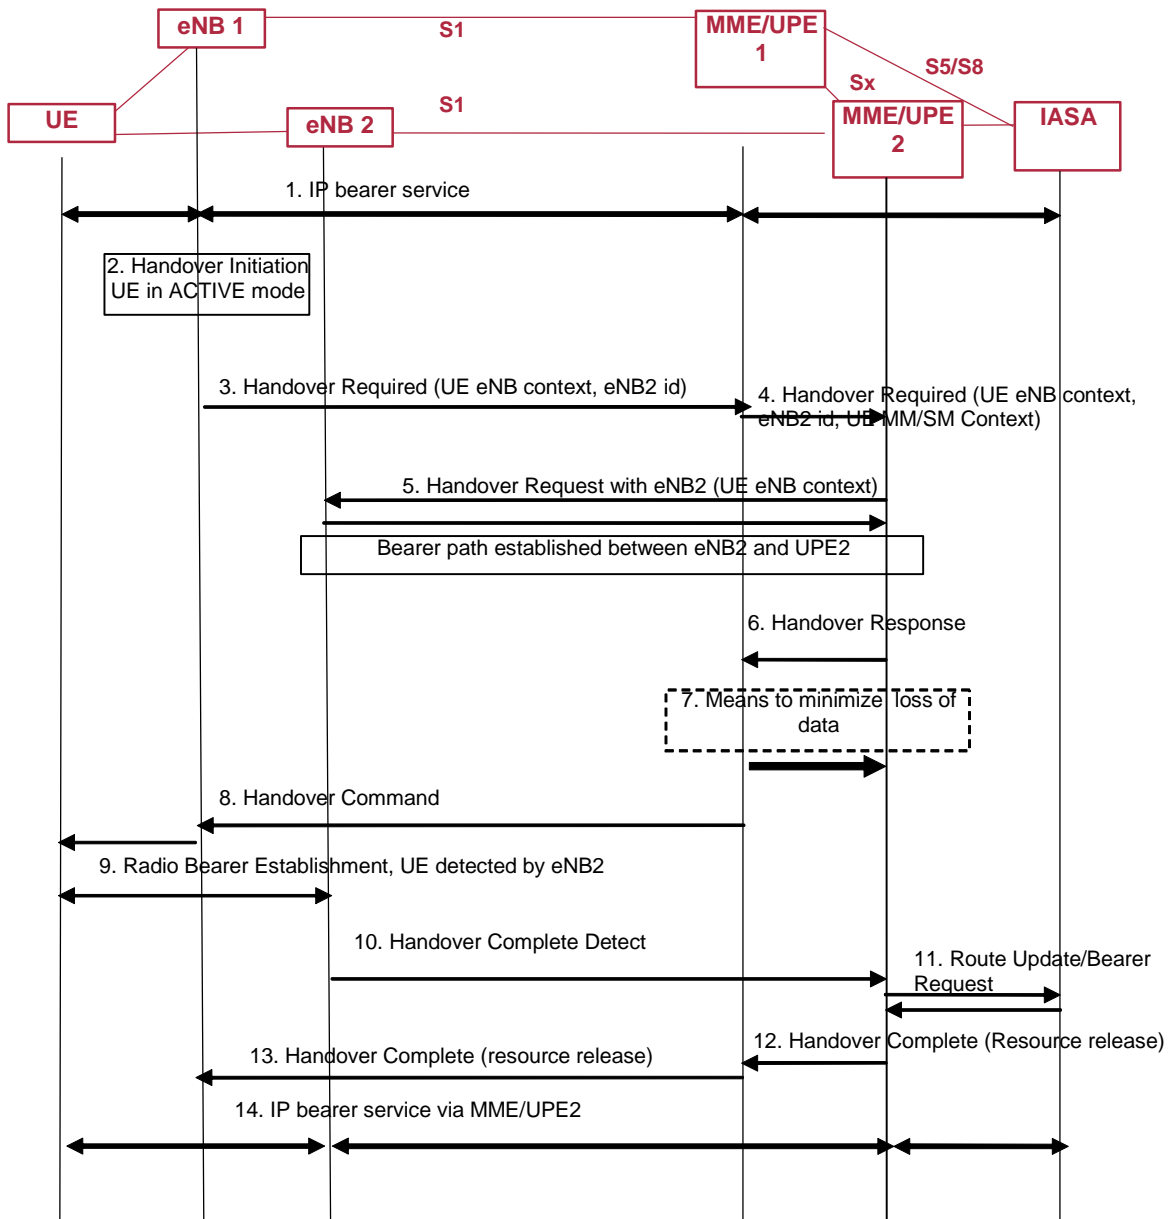 eNB 1
S1
MME/UPE
1
S5/S8
Sx
UE
S1
eNB 2
MME/UPE
2
IASA
1. IP bearer service
2. Handover Initiation
UE in ACTIVE mode
3. Handover Required (UE eNB context, eNB2 id)
4. Handover Required (UE eNB context,
eNB2 id, UE MM/SM Context)
5. Handover Request with eNB2 (UE eNB context)
Bearer path established between eNB2 and UPE2
6. Handover Response
7. Means to minimize loss of
data
8. Handover Command
9. Radio Bearer Establishment, UE detected by eNB2
10. Handover Complete Detect
11. Route Update/Bearer
Request
12. Handover Complete (Resource release)
13. Handover Complete (resource release)
14. IP bearer service via MME/UPE2